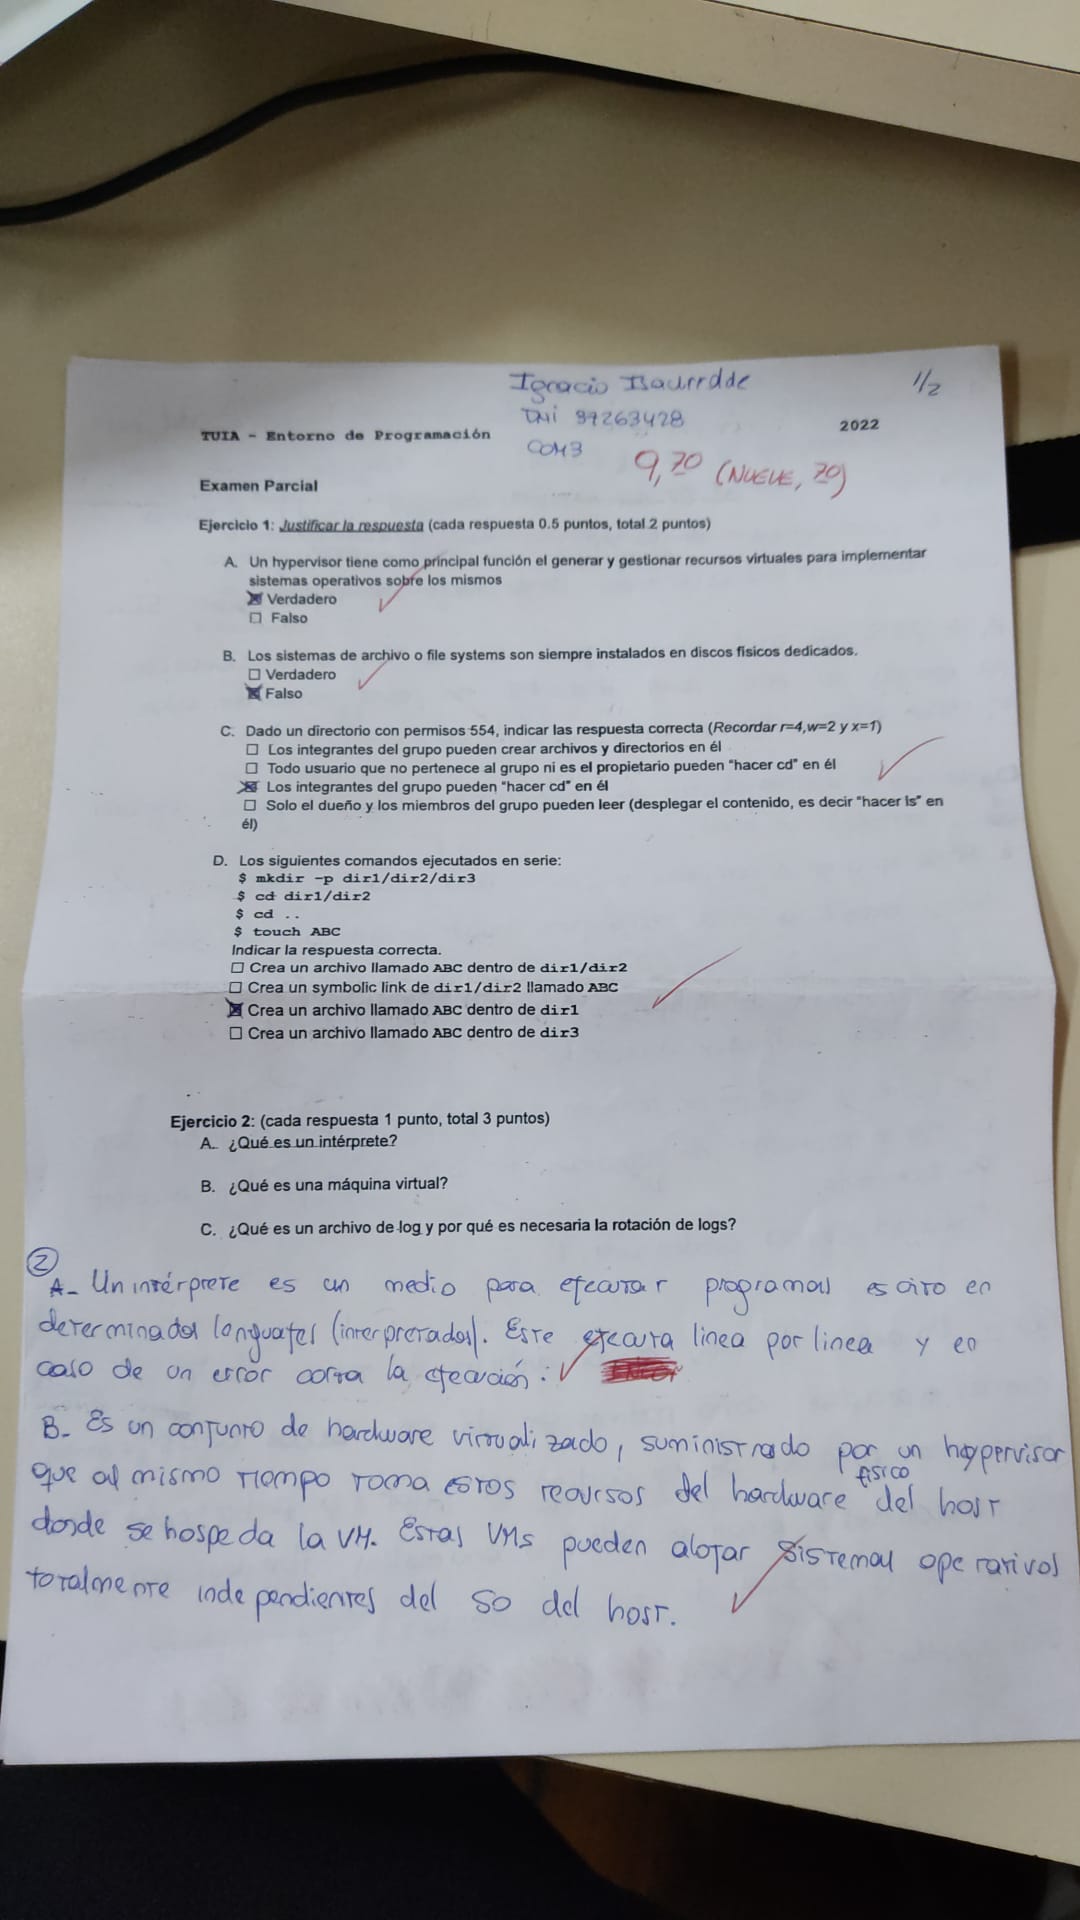 Ignacio Isaurralde
1/2
DNI 37263428
TUIA - Entorno de Programación
2022
COM3
9,70 (NUEVE, 70)
Examen Parcial
Ejercicio 1: Justificar la respuesta (cada respuesta 0.5 puntos, total 2 puntos)
A. Un hypervisor tiene como principal función el generar y gestionar recursos virtuales para implementar
sistemas operativos sobre los mismos
Verdadero
Falso
B. Los sistemas de archivo o file systems son siempre instalados en discos físicos dedicados.
Verdadero
Falso
C. Dado un directorio con permisos 554, indicar las respuesta correcta (Recordar r=4,w=2 y x=1)
Los integrantes del grupo pueden crear archivos y directorios en él
Todo usuario que no pertenece al grupo ni es el propietario pueden "hacer cd" en él
Los integrantes del grupo pueden "hacer cd" en él
Solo el dueño y los miembros del grupo pueden leer (desplegar el contenido, es decir "hacer ls" en
él)
D. Los siguientes comandos ejecutados en serie:
$ mkdir -p dir1/dir2/dir3
$ cd dir1/dir2
$ cd ..
$ touch ABC
Indicar la respuesta correcta.
Crea un archivo llamado ABC dentro de dir1/dir2
Crea un symbolic link de dir1/dir2 llamado ABC
Crea un archivo llamado ABC dentro de dir1
Crea un archivo llamado ABC dentro de dir3
Ejercicio 2: (cada respuesta 1 punto, total 3 puntos)
A. ¿Qué es un intérprete?
B. ¿Qué es una máquina virtual?
C. ¿Qué es un archivo de log y por qué es necesaria la rotación de logs?
2
A- Un intérprete es un medio para ejecutar programas escito en
determinados lenguajes (interpretados). Este ejecuta linea por linea y en
caso de un error corta la ejecución.
B- Es un conjunto de hardware virtualizado, suministrado por un haypervisor
que al mismo tiempo toma estos recursos del hardware físico del host
donde se hospeda la VM. Estas VMs pueden alojar sistemas operativos
totalmente independientes del SO del host.